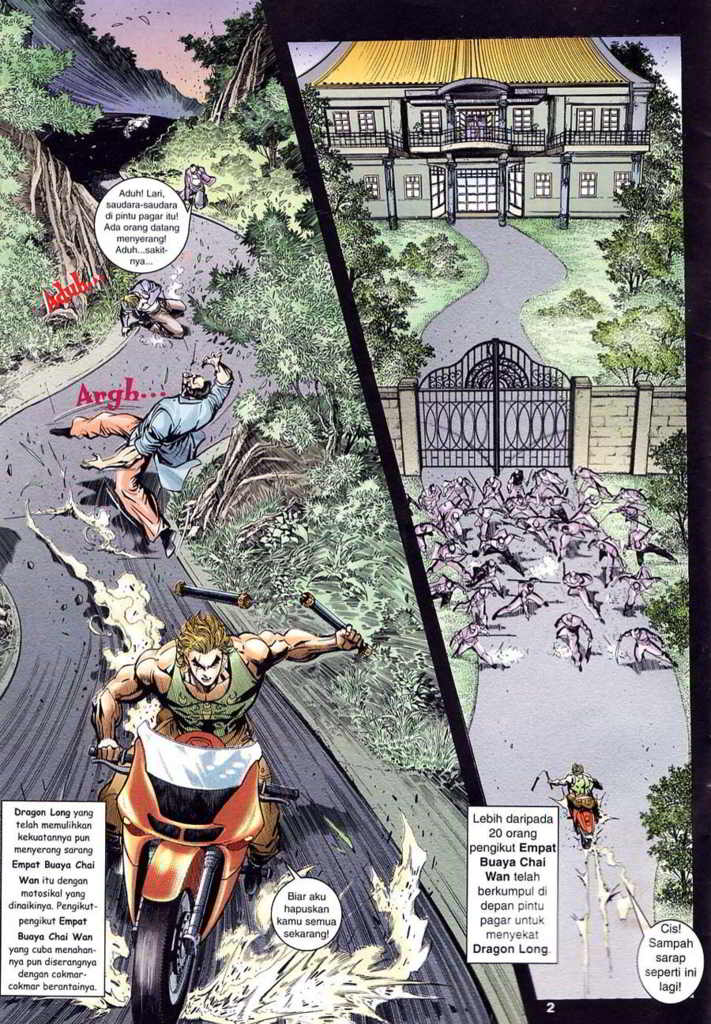 Aduh! Lari,
saudara-saudara
di pintu pagar itu!
Ada orang datang
menyerang!
Aduh...sakit-
nya...
Aduh...
Argh...
Dragon Long yang
telah memulihkan
kekuatannya pun
menyerang sarang
Empat Buaya Chai
Wan itu dengan
motosikal yang
dinaikinya. Pengikut-
pengikut Empat
Buaya Chai Wan
yang cuba menahan-
nya pun diserangnya
dengan cokmar-
cokmar berantainya.
Biar aku
hapuskan
kamu semua
sekarang!
Lebih daripada
20 orang
pengikut Empat
Buaya Chai
Wan telah
berkumpul di
depan pintu
pagar untuk
menyekat
Dragon Long.
Cis!
Sampah
sarap
seperti ini
lagi!
2